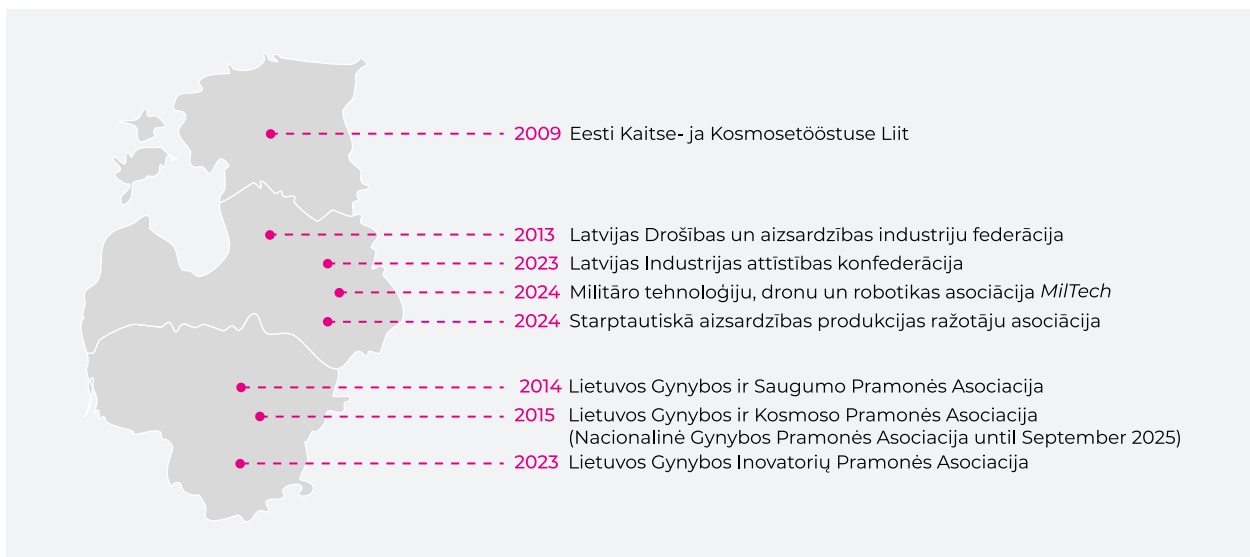 2009 Eesti Kaitse- ja Kosmosetööstuse Liit
2013 Latvijas Drošības un aizsardzības industriju federācija
2023 Latvijas Industrijas attīstības konfederācija
2024 Militāro tehnoloģiju, dronu un robotikas asociācija MilTech
2024 Starptautiskā aizsardzības produkcijas ražotāju asociācija
2014 Lietuvos Gynybos ir Saugumo Pramonės Asociacija
2015 Lietuvos Gynybos ir Kosmoso Pramonės Asociacija
(Nacionalinė Gynybos Pramonės Asociacija until September 2025)
2023 Lietuvos Gynybos Inovatorių Pramonės Asociacija